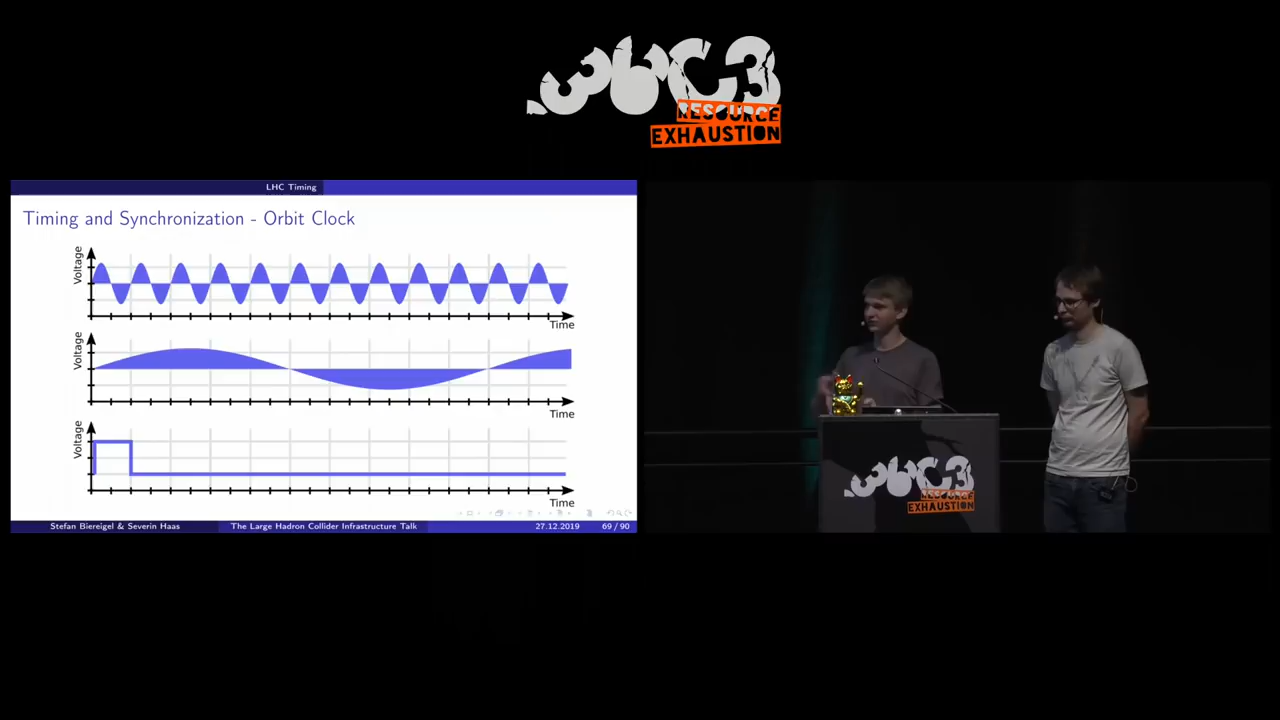 36C3
RESOURCE
EXHAUSTION
LHC Timing
Timing and Synchronization - Orbit Clock
Voltage
Time
Voltage
Time
Voltage
Time
Stefan Biereigel & Severin Haas
The Large Hadron Collider Infrastructure Talk
27.12.2019
69 / 90
36C3
RESOURCE
EXHAUSTION